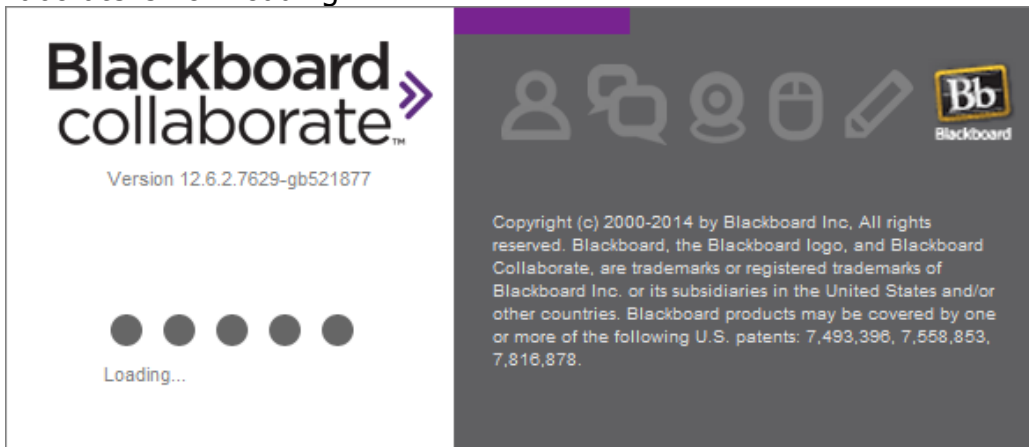 Blackboard
collaborate™
Version 12.6.2.7629-gb521877
Loading...
Bb
Blackboard
Copyright (c) 2000-2014 by Blackboard Inc, All rights
reserved. Blackboard, the Blackboard logo, and Blackboard
Collaborate, are trademarks or registered trademarks of
Blackboard Inc. or its subsidiaries in the United States and/or
other countries. Blackboard products may be covered by one
or more of the following U.S. patents: 7,493,396, 7,558,853,
7,816,878.